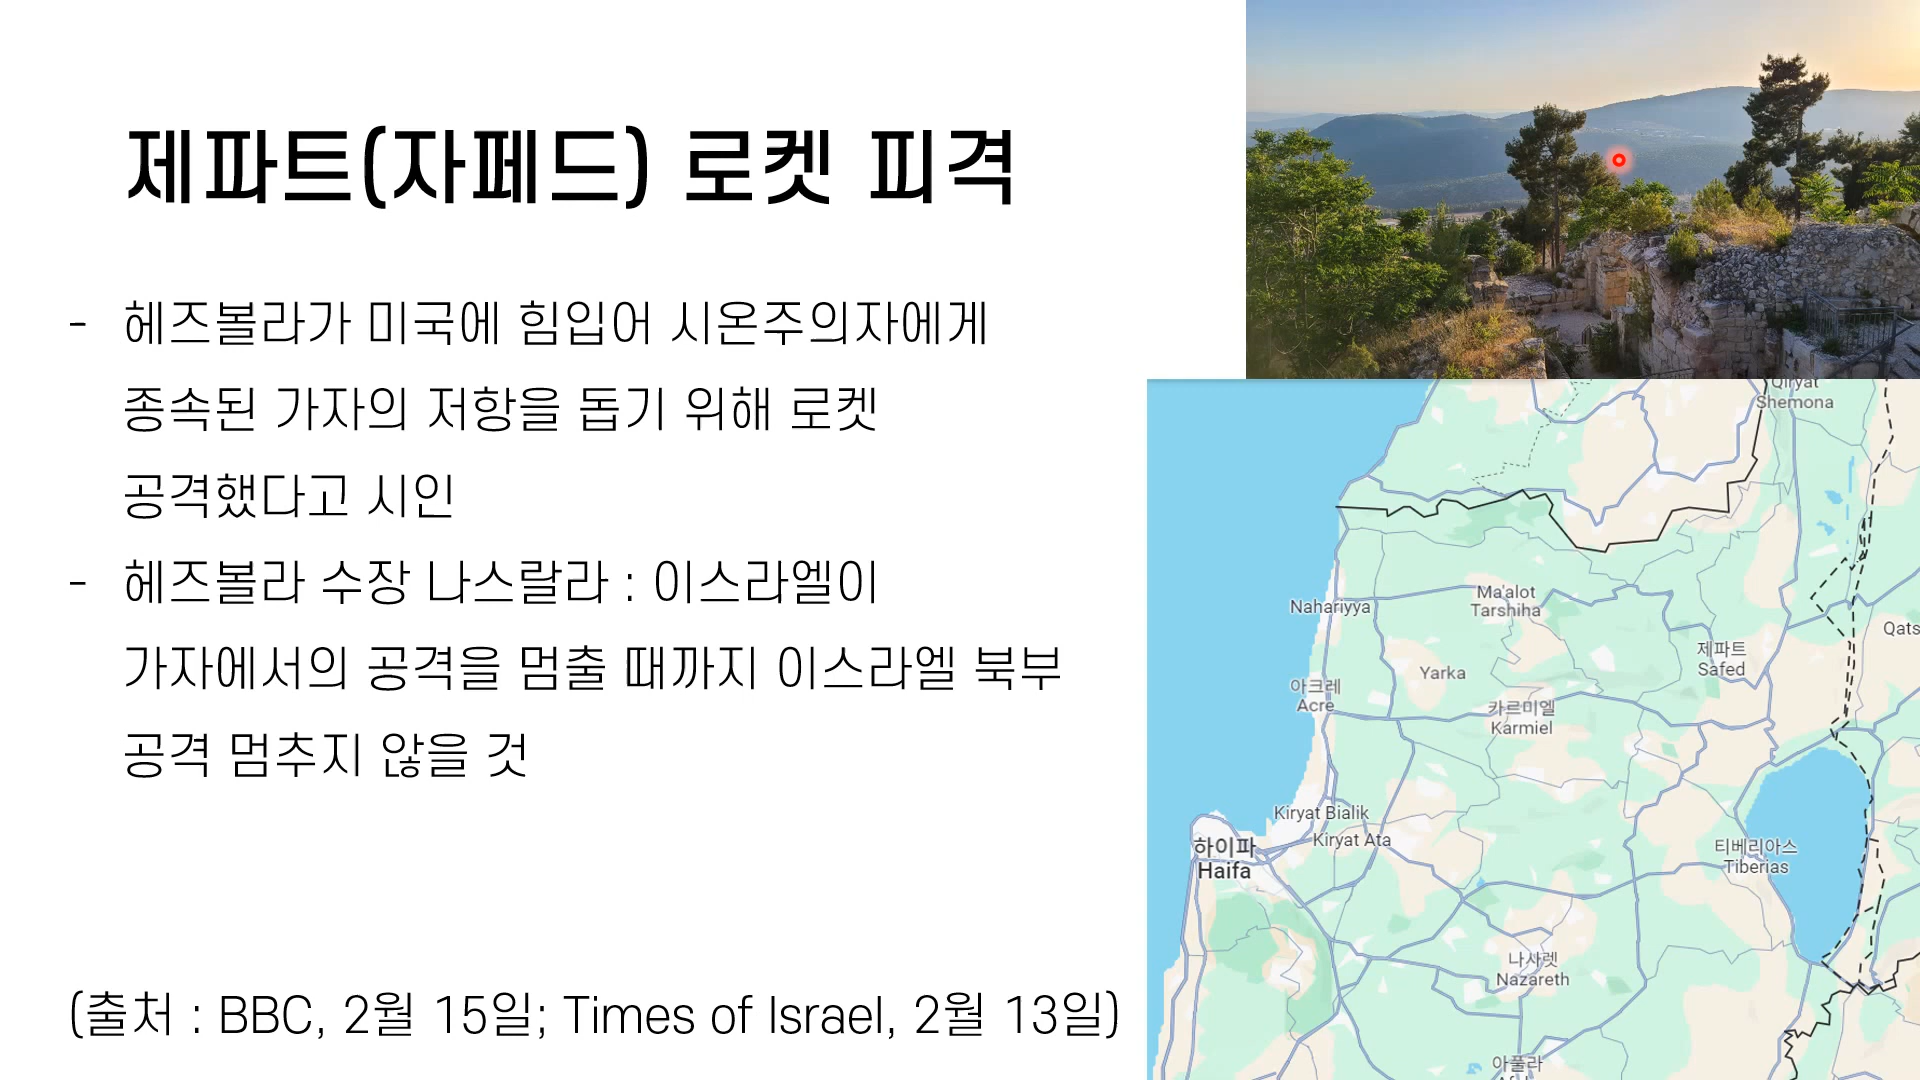 제파트(자페드) 로켓 피격
- 헤즈볼라가 미국에 힘입어 시온주의자에게
종속된 가자의 저항을 돕기 위해 로켓
공격했다고 시인
- 헤즈볼라 수장 나스랄라 : 이스라엘이
가자에서의 공격을 멈출 때까지 이스라엘 북부
공격 멈추지 않을 것
(출처 : BBC, 2월 15일; Times of Israel, 2월 13일)
Qiryat
Shemona
Nahariyya
Ma'alot
Tarshiha
Qats
제파트
Safed
Yarka
아크레
Acre
카르미엘
Karmiel
Kiryat Bialik
Kiryat Ata
하이파
Haifa
티베리아스
Tiberias
나사렛
Nazareth
아풀라